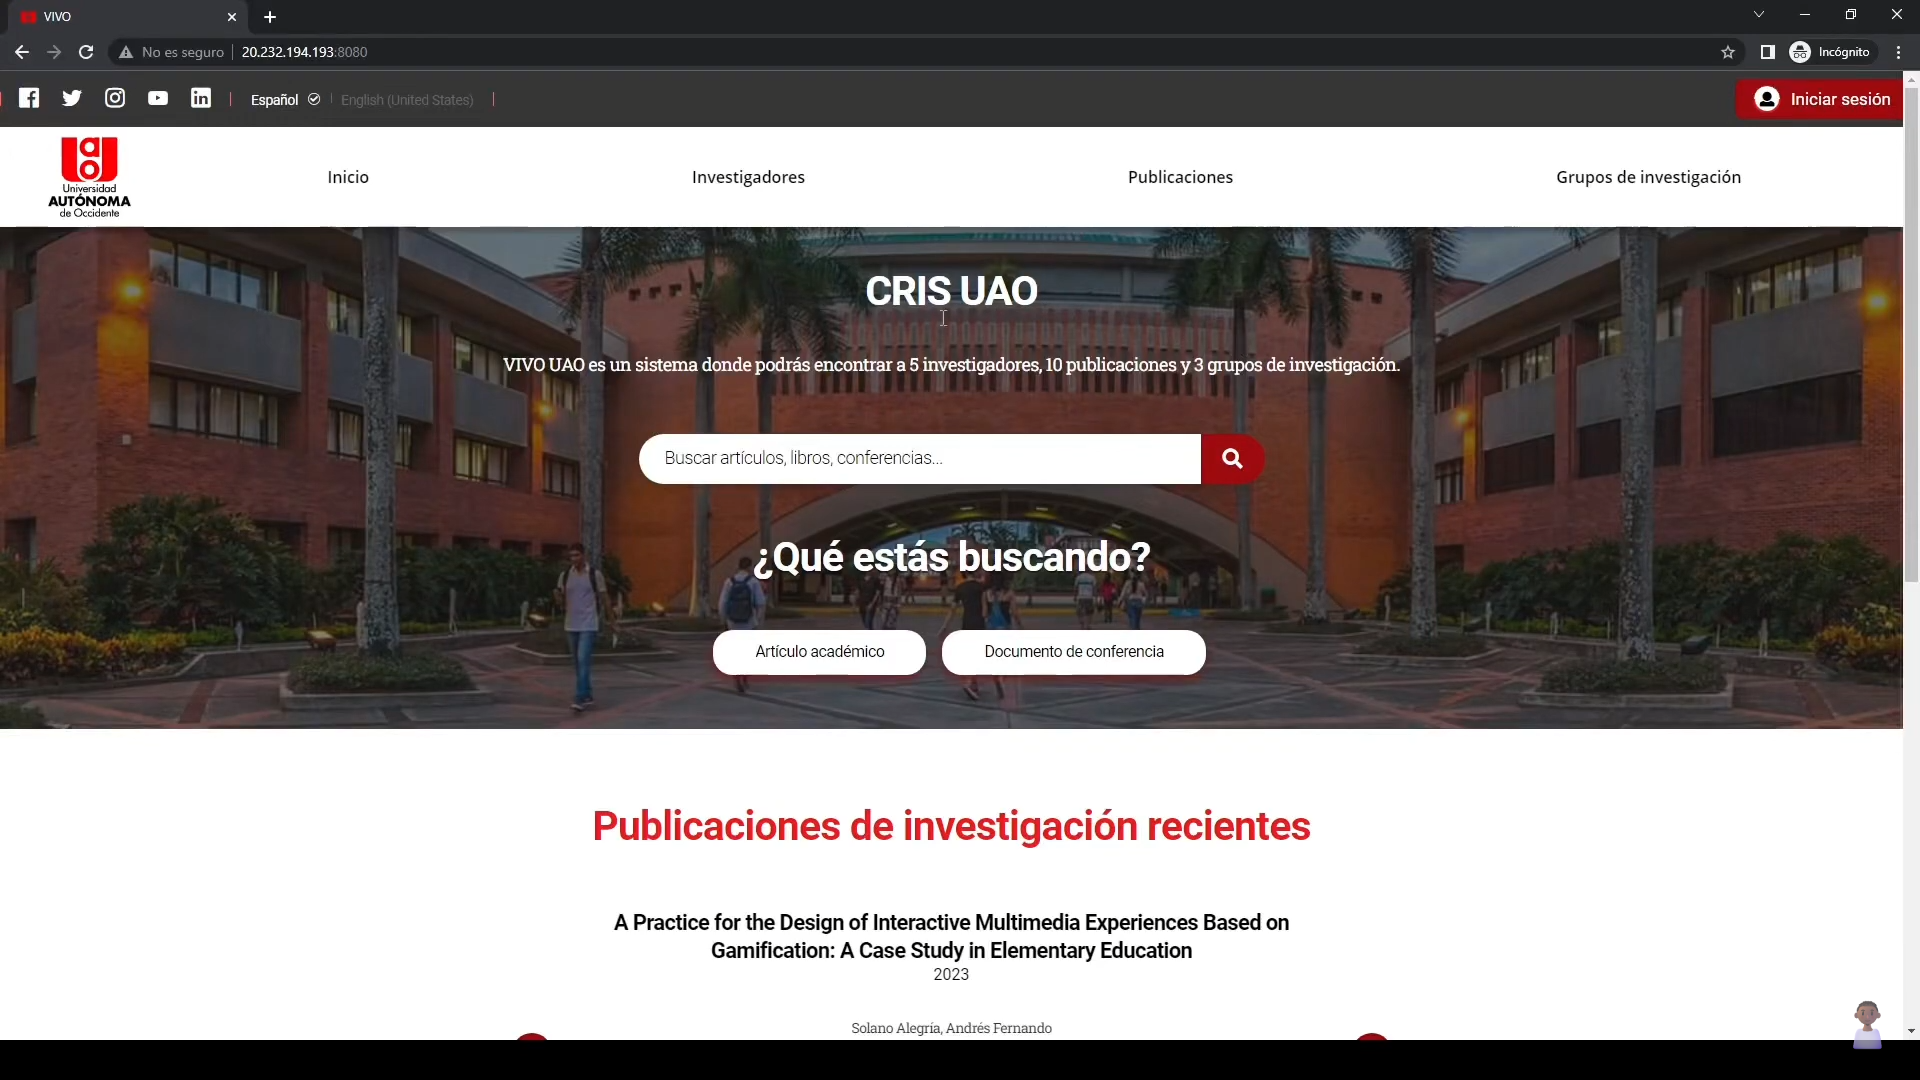 VIVO
No es seguro
20.232.194.193:8080
Incógnito
Español
English (United States)
Iniciar sesión
Universidad
AUTÓNOMA
de Occidente
Inicio
Investigadores
Publicaciones
Grupos de investigación
CRIS UAO
VIVO UAO es un sistema donde podrás encontrar a 5 investigadores, 10 publicaciones y 3 grupos de investigación.
Buscar artículos, libros, conferencias...
¿Qué estás buscando?
Artículo académico
Documento de conferencia
Publicaciones de investigación recientes
A Practice for the Design of Interactive Multimedia Experiences Based on
Gamification: A Case Study in Elementary Education
2023
Solano Alegría, Andrés Fernando